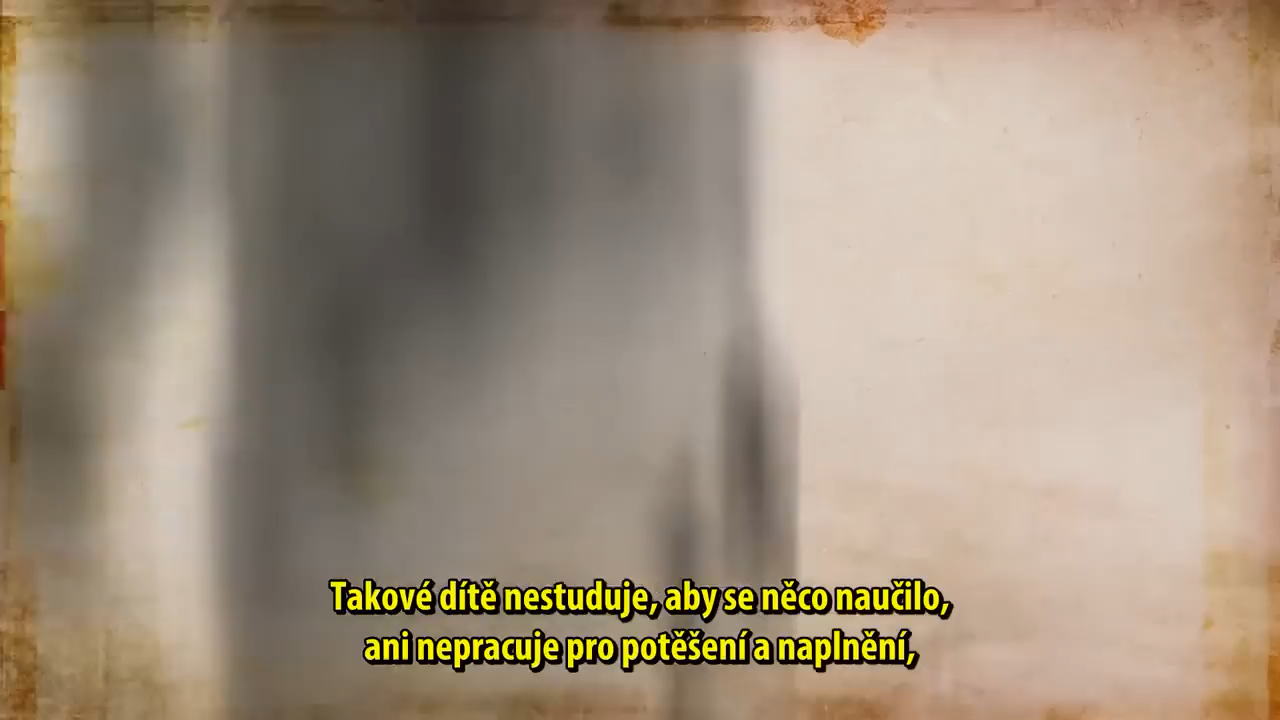 Takové dítě nestuduje, aby se něco naučilo,
ani nepracuje pro potěšení a naplnění,